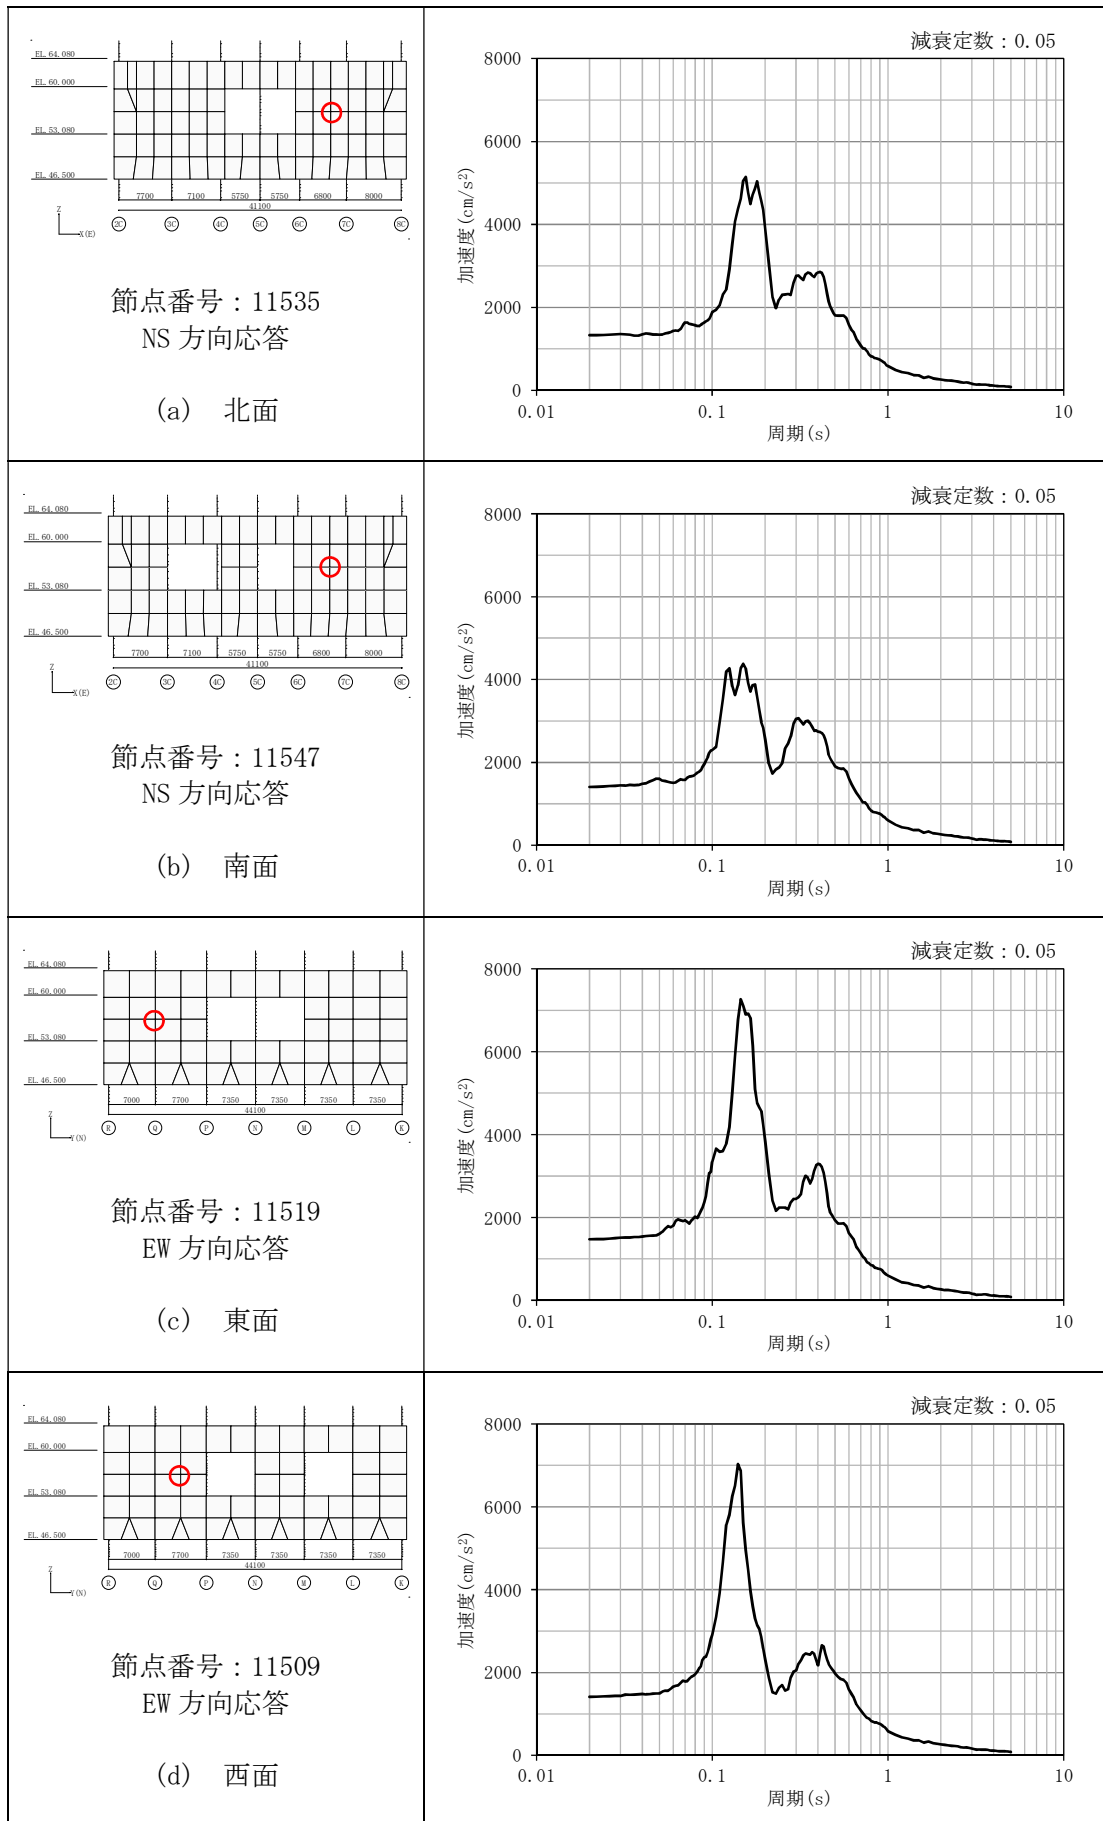 EL. 64.080
EL. 60.000
EL. 53.080
EL. 46.500
7700 7100 5750 5750 6800 8000
41100
Z
X(E)
2C 3C 4C 5C 6C 7C 8C
節点番号：11535
NS 方向応答
(a) 北面
減衰定数：0.05
加速度(cm/s²)
8000
6000
4000
2000
0
0.01 0.1 1 10
周期(s)
EL. 64.080
EL. 60.000
EL. 53.080
EL. 46.500
7700 7100 5750 5750 6800 8000
41100
Z
X(E)
2C 3C 4C 5C 6C 7C 8C
節点番号：11547
NS 方向応答
(b) 南面
減衰定数：0.05
加速度(cm/s²)
8000
6000
4000
2000
0
0.01 0.1 1 10
周期(s)
EL. 64.080
EL. 60.000
EL. 53.080
EL. 46.500
7000 7700 7350 7350 7350 7350
44100
Z
Y(N)
R Q P N M L K
節点番号：11519
EW 方向応答
(c) 東面
減衰定数：0.05
加速度(cm/s²)
8000
6000
4000
2000
0
0.01 0.1 1 10
周期(s)
EL. 64.080
EL. 60.000
EL. 53.080
EL. 46.500
7000 7700 7350 7350 7350 7350
44100
Z
Y(N)
R Q P N M L K
節点番号：11509
EW 方向応答
(d) 西面
減衰定数：0.05
加速度(cm/s²)
8000
6000
4000
2000
0
0.01 0.1 1 10
周期(s)